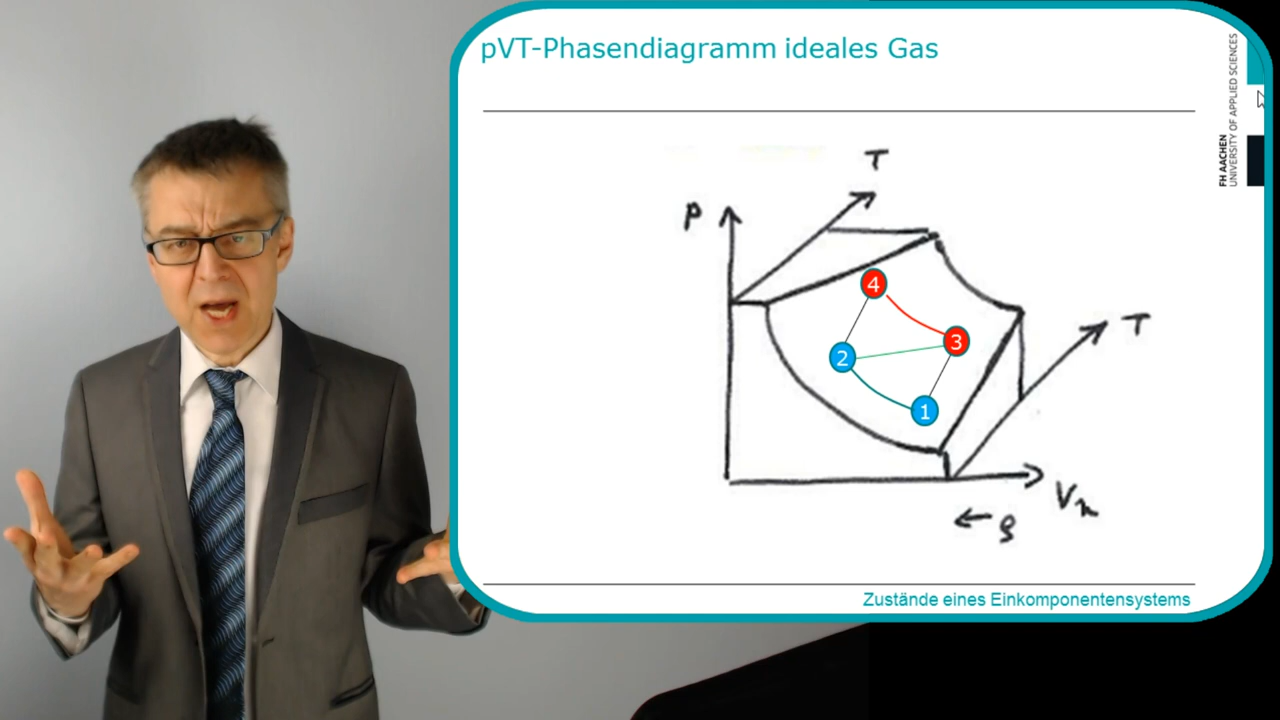 pVT-Phasendiagramm ideales Gas
FH AACHEN
UNIVERSITY OF APPLIED SCIENCES
T
p
4
3
2
1
T
Vn
← ρ
Zustände eines Einkomponentensystems